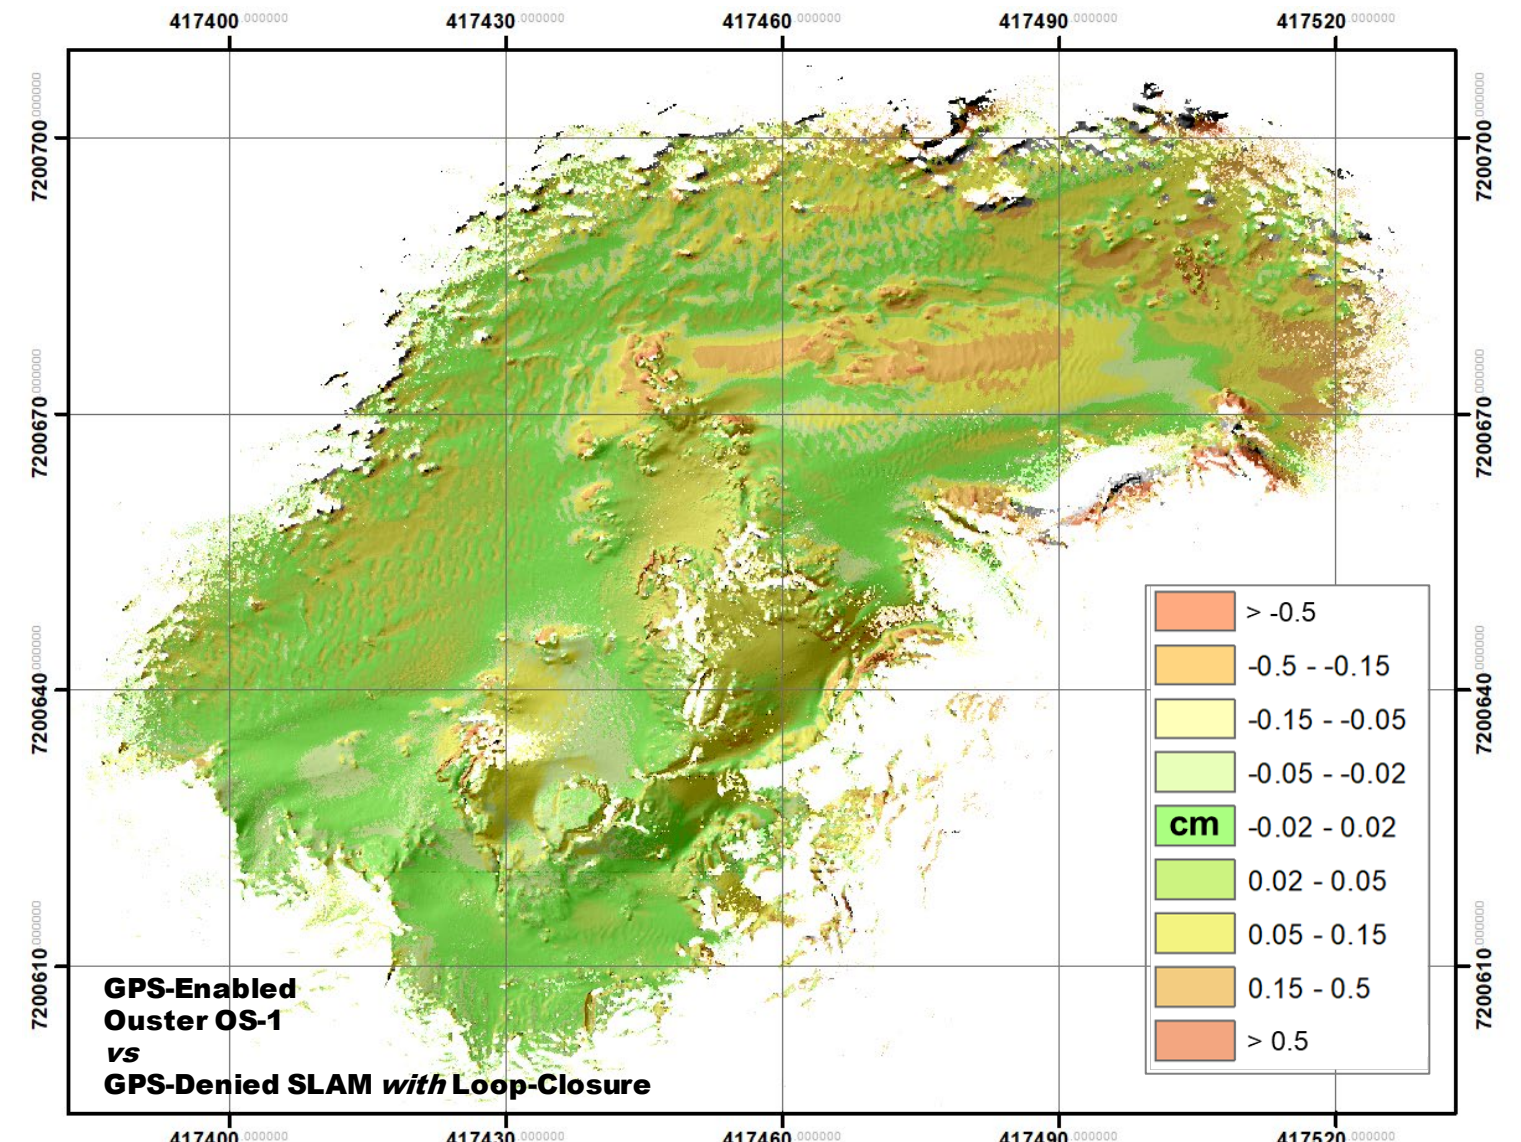 417400.000000 417430.000000 417460.000000 417490.000000 417520.000000
7200700.000000
7200670.000000
7200640.000000
7200610.000000
7200700.000000
7200670.000000
7200640.000000
7200610.000000
> -0.5
-0.5 - -0.15
-0.15 - -0.05
-0.05 - -0.02
cm -0.02 - 0.02
0.02 - 0.05
0.05 - 0.15
0.15 - 0.5
> 0.5
GPS-Enabled
Ouster OS-1
vs
GPS-Denied SLAM with Loop-Closure
417400.000000 417430.000000 417460.000000 417490.000000 417520.000000